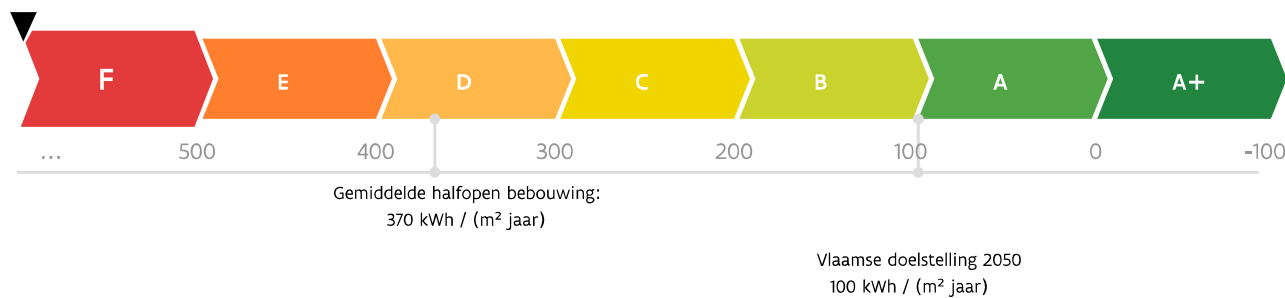 F E D C B A A+
... 500 400 300 200 100 0 -100
Gemiddelde halfopen bebouwing:
370 kWh / (m² jaar)
Vlaamse doelstelling 2050
100 kWh / (m² jaar)